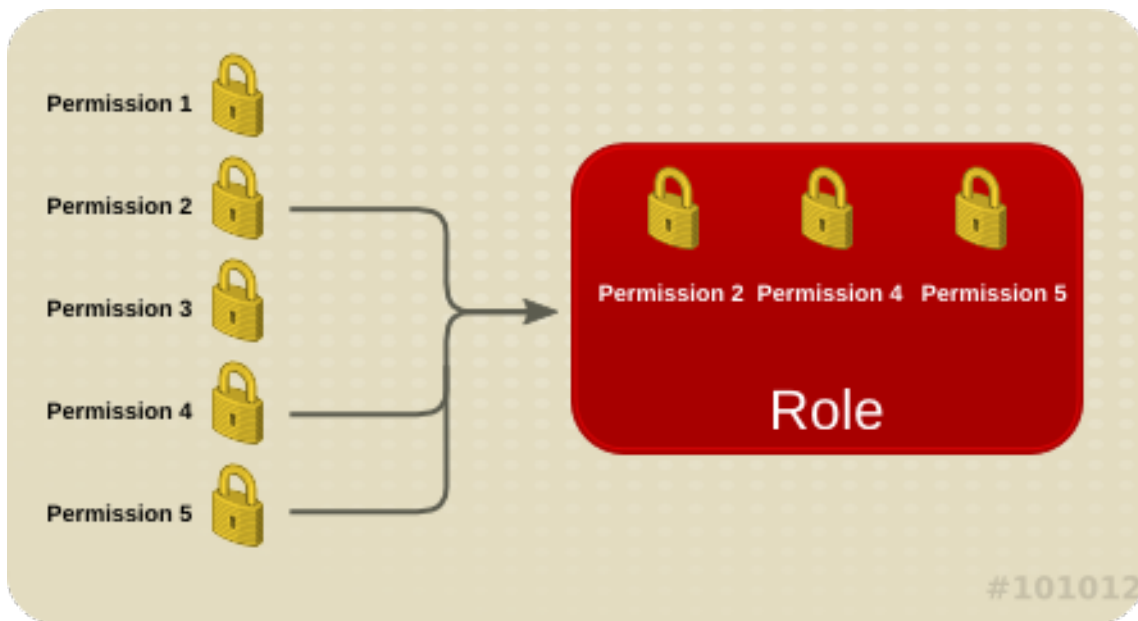 Permission 1
Permission 2
Permission 3
Permission 4
Permission 5
Permission 2 Permission 4 Permission 5
Role
#101012